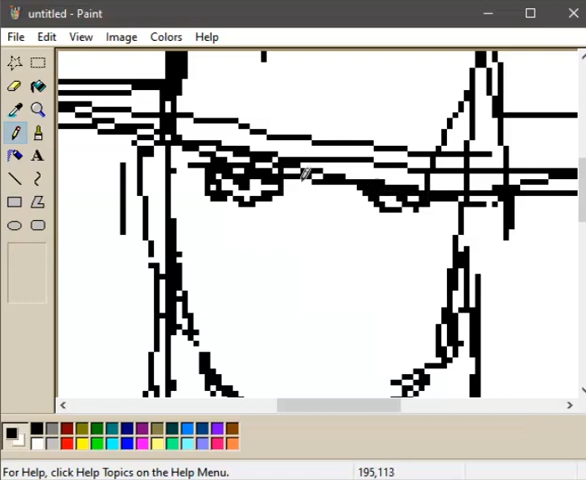 untitled - Paint
File Edit View Image Colors Help
A
For Help, click Help Topics on the Help Menu.
195,113